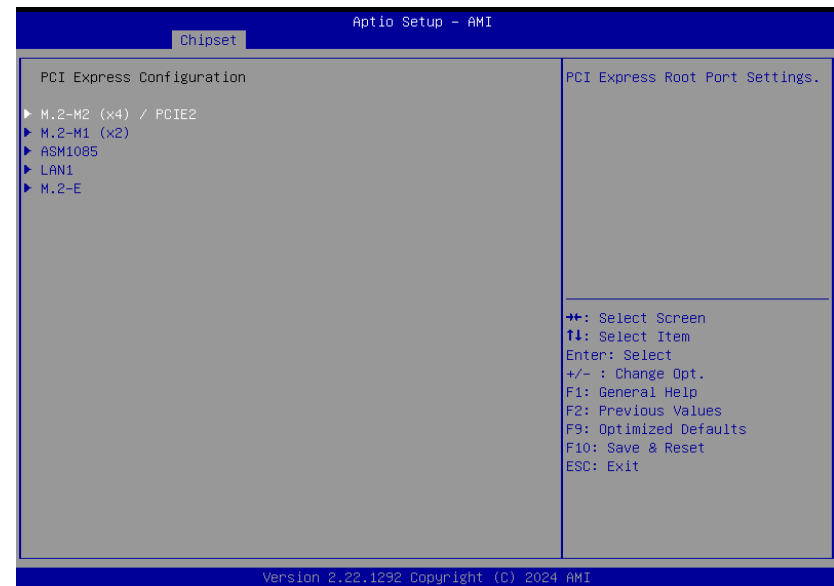 Aptio Setup – AMI
Chipset
PCI Express Configuration
▶ M.2-M2 (x4) / PCIE2
▶ M.2-M1 (x2)
▶ ASM1085
▶ LAN1
▶ M.2-E
PCI Express Root Port Settings.
→←: Select Screen
↑↓: Select Item
Enter: Select
+/- : Change Opt.
F1: General Help
F2: Previous Values
F9: Optimized Defaults
F10: Save & Reset
ESC: Exit
Version 2.22.1292 Copyright (C) 2024 AMI